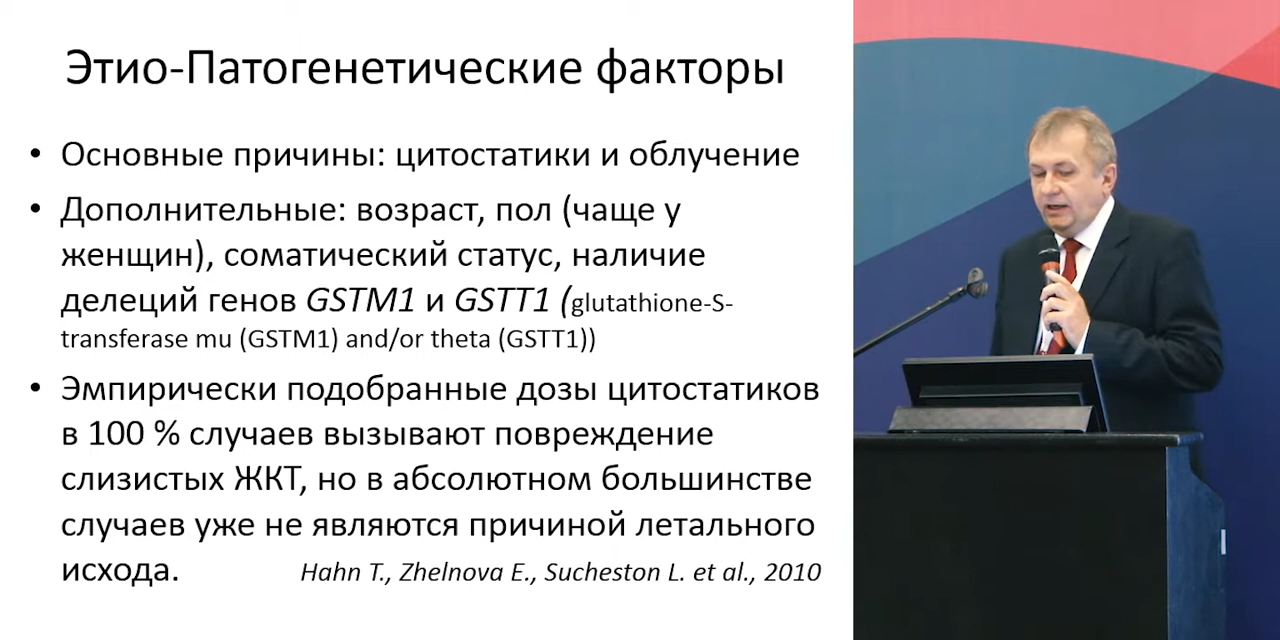 Этио-Патогенетические факторы
• Основные причины: цитостатики и облучение
• Дополнительные: возраст, пол (чаще у
женщин), соматический статус, наличие
делеций генов GSTM1 и GSTT1 (glutathione-S-
transferase mu (GSTM1) and/or theta (GSTT1))
• Эмпирически подобранные дозы цитостатиков
в 100 % случаев вызывают повреждение
слизистых ЖКТ, но в абсолютном большинстве
случаев уже не являются причиной летального
исхода. Hahn T., Zhelnova E., Sucheston L. et al., 2010